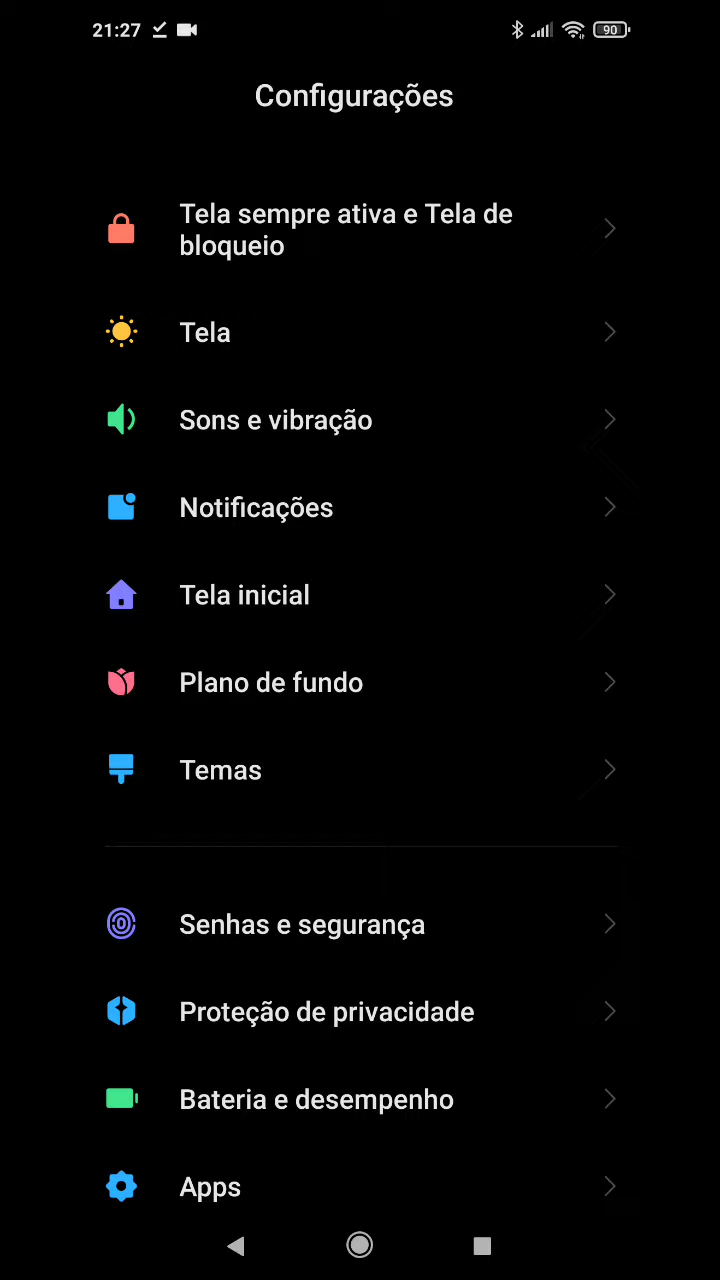 21:27
90
Configurações
Tela sempre ativa e Tela de
bloqueio
Tela
Sons e vibração
Notificações
Tela inicial
Plano de fundo
Temas
Senhas e segurança
Proteção de privacidade
Bateria e desempenho
Apps